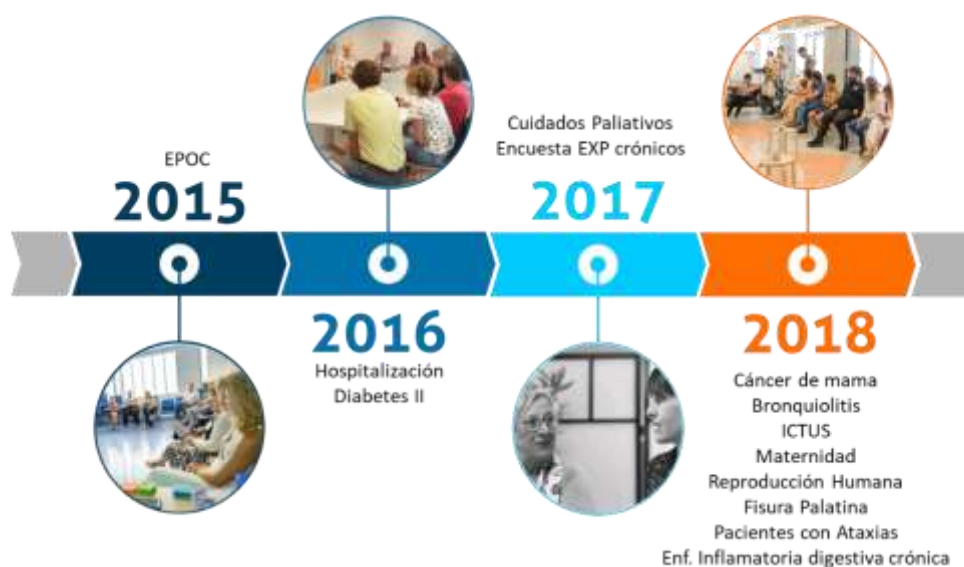 EPOC
2015
2016
Hospitalización
Diabetes II
Cuidados Paliativos
Encuesta EXP crónicos
2017
2018
Cáncer de mama
Bronquiolitis
ICTUS
Maternidad
Reproducción Humana
Fisura Palatina
Pacientes con Ataxias
Enf. Inflamatoria digestiva crónica